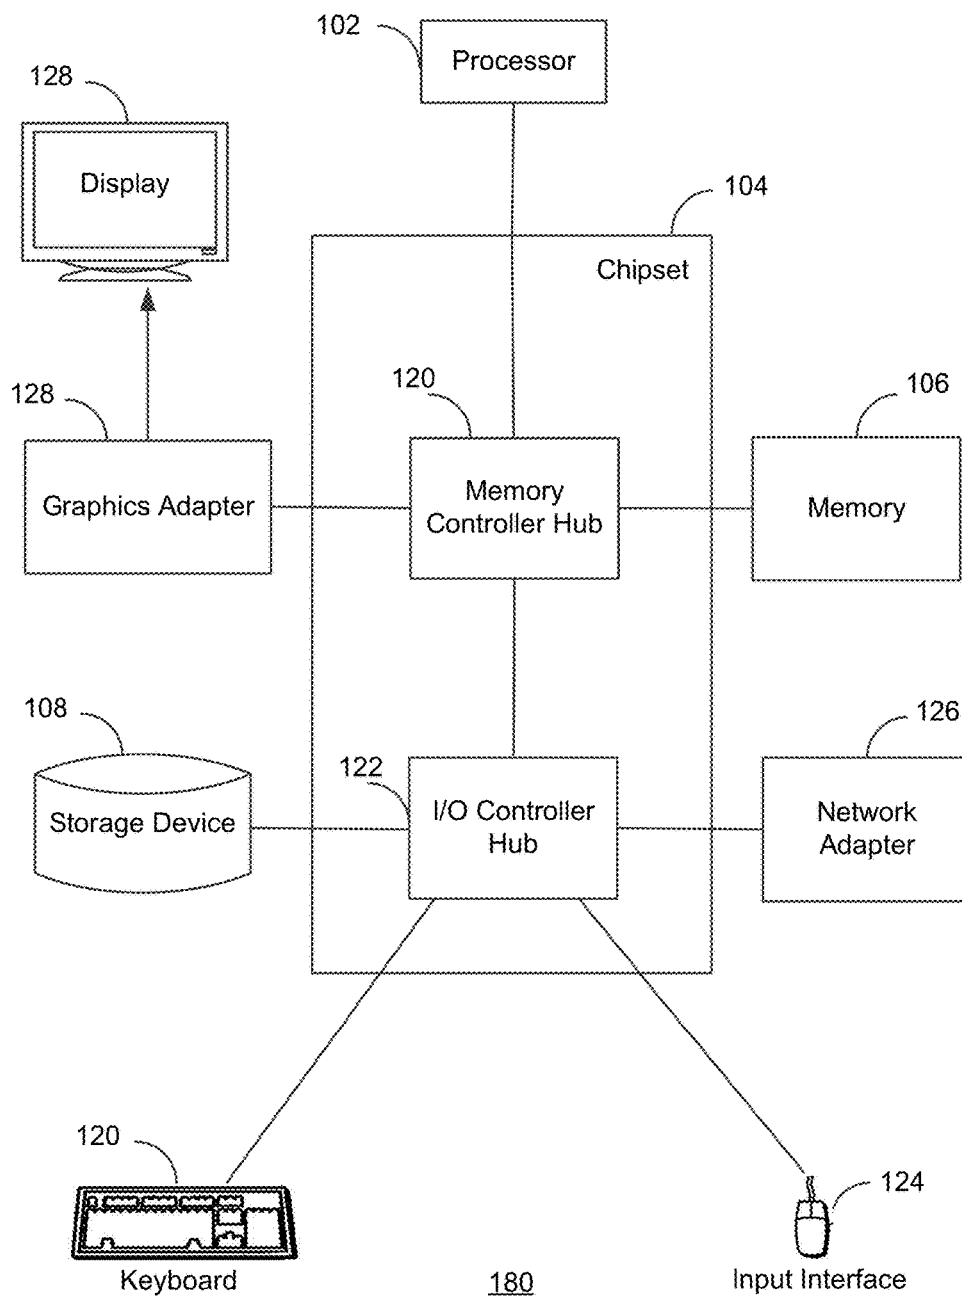 102
Processor
128
Display
104
Chipset
128
Graphics Adapter
120
Memory
Controller Hub
106
Memory
108
Storage Device
122
I/O Controller
Hub
126
Network
Adapter
120
Keyboard
180
124
Input Interface